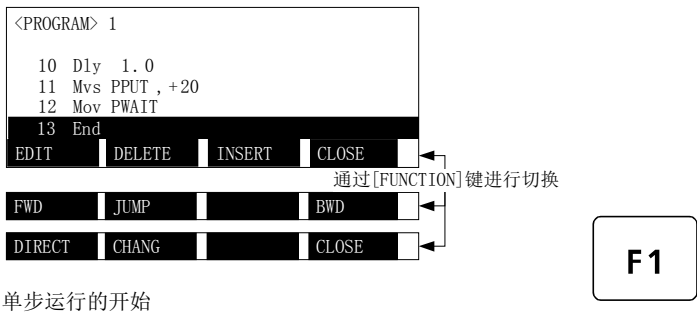 <PROGRAM> 1
10 Dly 1.0
11 Mvs PPUT ,+20
12 Mov PWAIT
13 End
EDIT DELETE INSERT CLOSE
通过[FUNCTION]键进行切换
FWD JUMP BWD
DIRECT CHANG CLOSE
F1
单步运行的开始